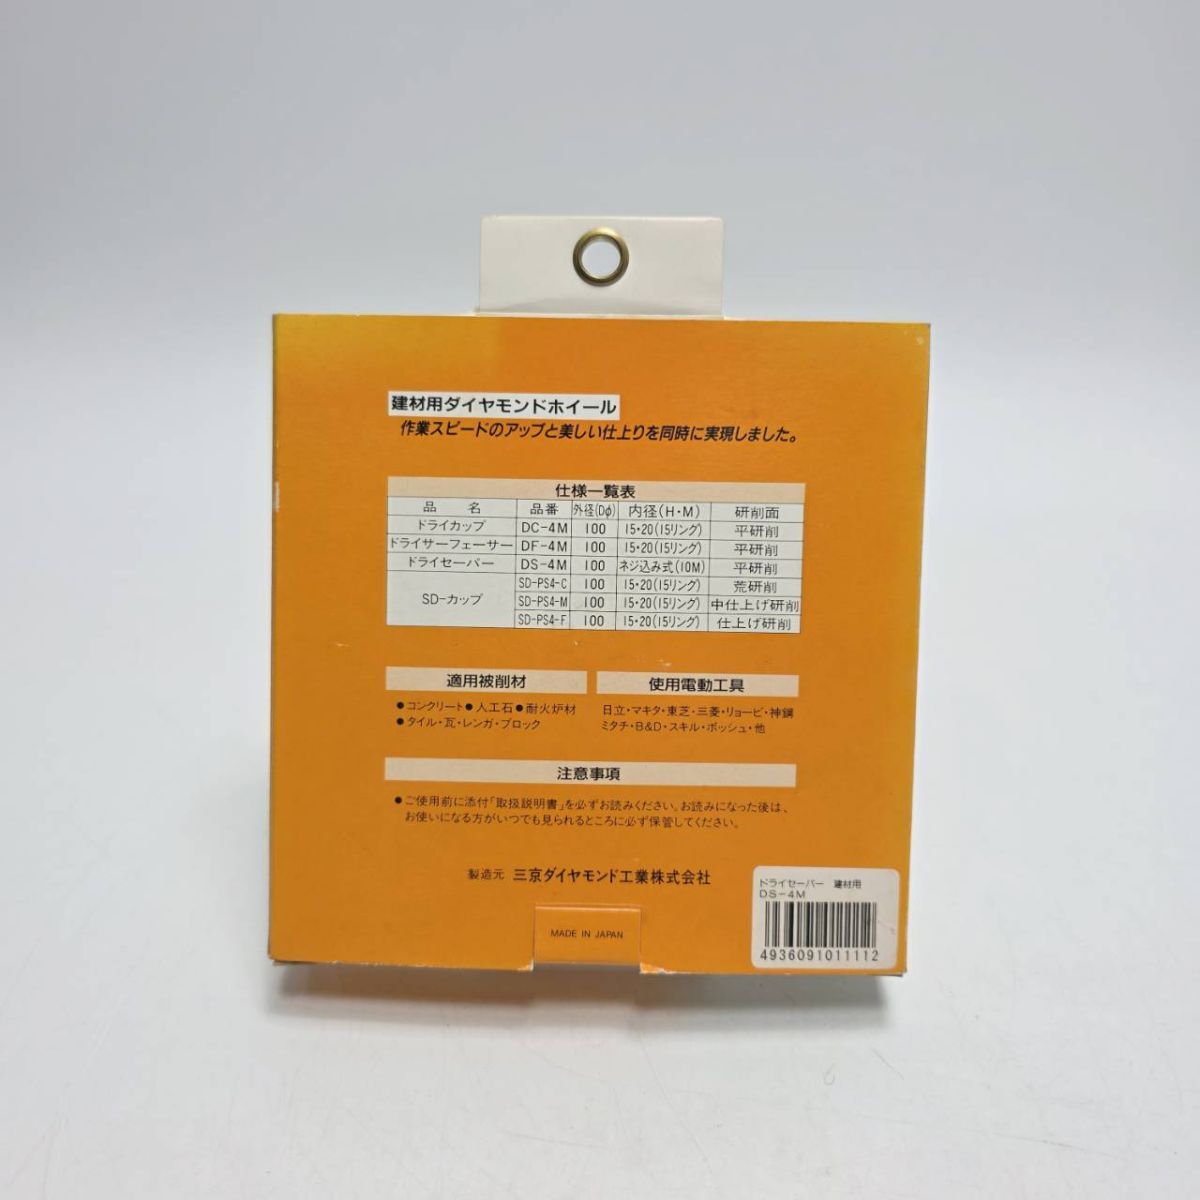 建材用ダイヤモンドホイール
作業スピードのアップと美しい仕上りを同時に実現しました。
仕様一覧表
品 名 品番 外径(Dφ) 内径(H・M) 研削面
ドライカップ DC-4M 100 15・20(15リング) 平研削
ドライサーフェーサー DF-4M 100 15・20(15リング) 平研削
ドライセーバー DS-4M 100 ネジ込み式(10M) 平研削
SD-カップ SD-PS4-C 100 15・20(15リング) 荒研削
SD-PS4-M 100 15・20(15リング) 中仕上げ研削
SD-PS4-F 100 15・20(15リング) 仕上げ研削
適用被削材
●コンクリート●人工石●耐火炉材
●タイル・瓦・レンガ・ブロック
使用電動工具
日立・マキタ・東芝・三菱・リョービ・神鋼
ミタチ・B&D・スキル・ボッシュ・他
注意事項
●ご使用前に添付「取扱説明書」を必ずお読みください。お読みになった後は、
お使いになる方がいつでも見られるところに必ず保管してください。
製造元 三京ダイヤモンド工業株式会社
MADE IN JAPAN
ドライセーバー 建材用
DS-4M
4936091011112